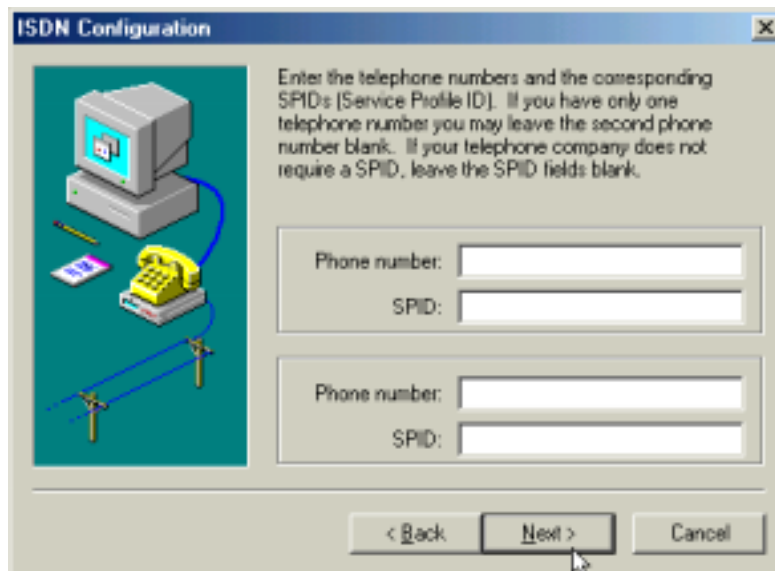 ISDN Configuration
Enter the telephone numbers and the corresponding
SPIDs (Service Profile ID). If you have only one
telephone number you may leave the second phone
number blank. If your telephone company does not
require a SPID, leave the SPID fields blank.
Phone number:
SPID:
Phone number:
SPID:
< Back
Next >
Cancel